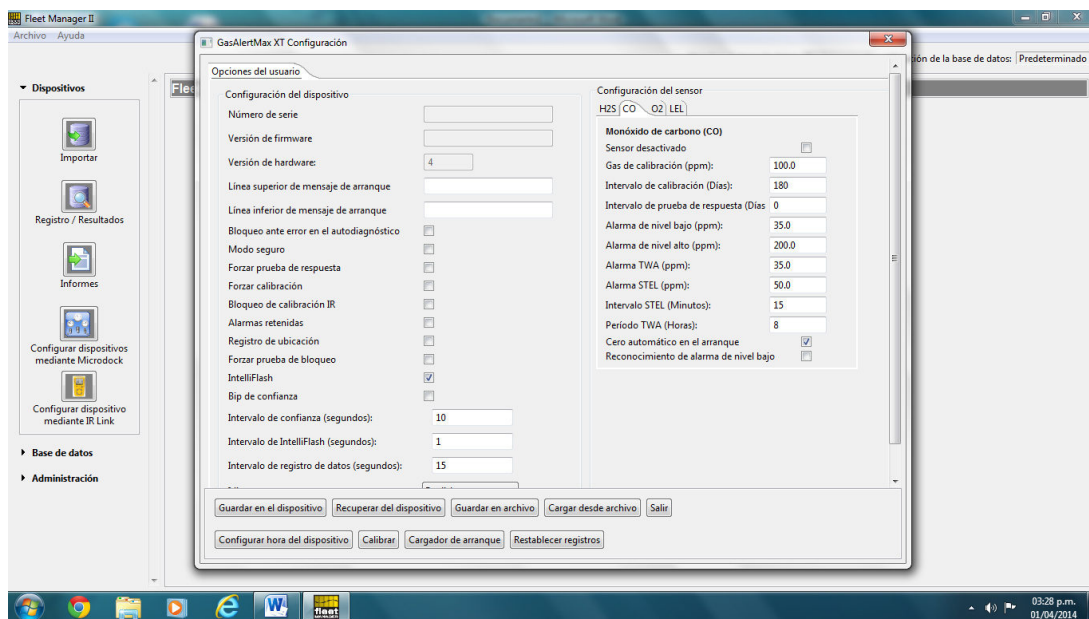 Fleet Manager II
Archivo Ayuda
GasAlertMax XT Configuración
ión de la base de datos: Predeterminado
Dispositivos
Flee
Importar
Registro / Resultados
Informes
Configurar dispositivos
mediante Microdock
Configurar dispositivo
mediante IR Link
Base de datos
Administración
Opciones del usuario
Configuración del dispositivo
Número de serie
Versión de firmware
Versión de hardware: 4
Línea superior de mensaje de arranque
Línea inferior de mensaje de arranque
Bloqueo ante error en el autodiagnóstico
Modo seguro
Forzar prueba de respuesta
Forzar calibración
Bloqueo de calibración IR
Alarmas retenidas
Registro de ubicación
Forzar prueba de bloqueo
IntelliFlash
Bip de confianza
Intervalo de confianza (segundos): 10
Intervalo de IntelliFlash (segundos): 1
Intervalo de registro de datos (segundos): 15
Configuración del sensor
H2S CO O2 LEL
Monóxido de carbono (CO)
Sensor desactivado
Gas de calibración (ppm): 100.0
Intervalo de calibración (Días): 180
Intervalo de prueba de respuesta (Días 0
Alarma de nivel bajo (ppm): 35.0
Alarma de nivel alto (ppm): 200.0
Alarma TWA (ppm): 35.0
Alarma STEL (ppm): 50.0
Intervalo STEL (Minutos): 15
Período TWA (Horas): 8
Cero automático en el arranque
Reconocimiento de alarma de nivel bajo
Guardar en el dispositivo Recuperar del dispositivo Guardar en archivo Cargar desde archivo Salir
Configurar hora del dispositivo Calibrar Cargador de arranque Restablecer registros
fleet
03:28 p.m.
01/04/2014